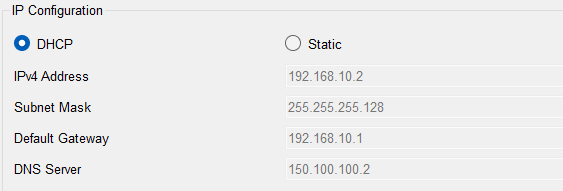 IP Configuration
DHCP Static
IPv4 Address 192.168.10.2
Subnet Mask 255.255.255.128
Default Gateway 192.168.10.1
DNS Server 150.100.100.2